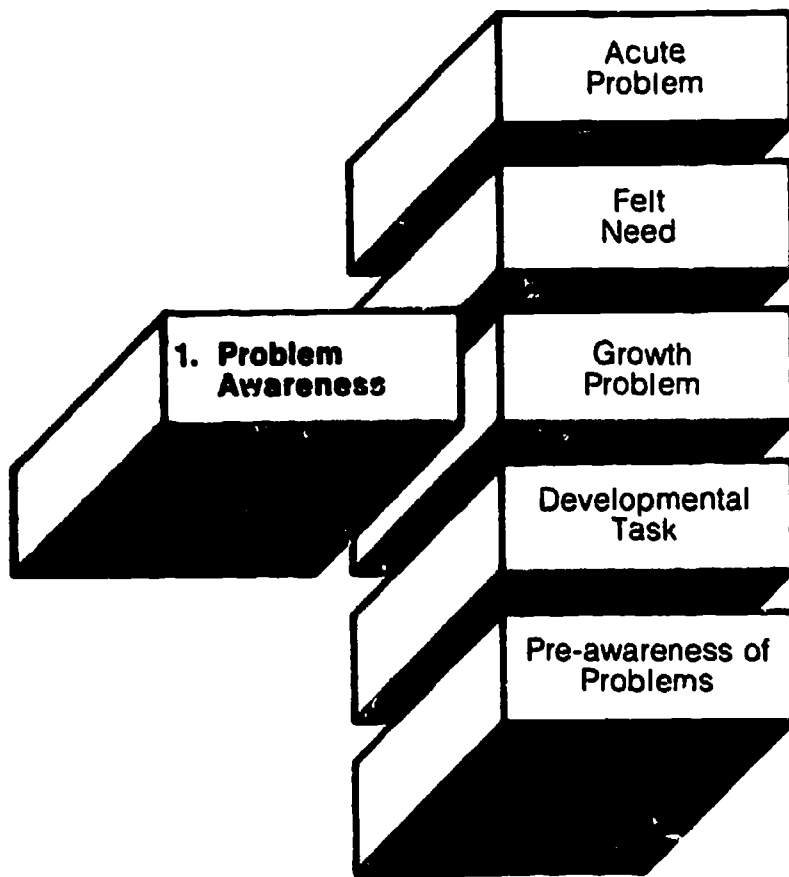 Acute
Problem
Felt
Need
1. Problem
Awareness
Growth
Problem
Developmental
Task
Pre-awareness of
Problems